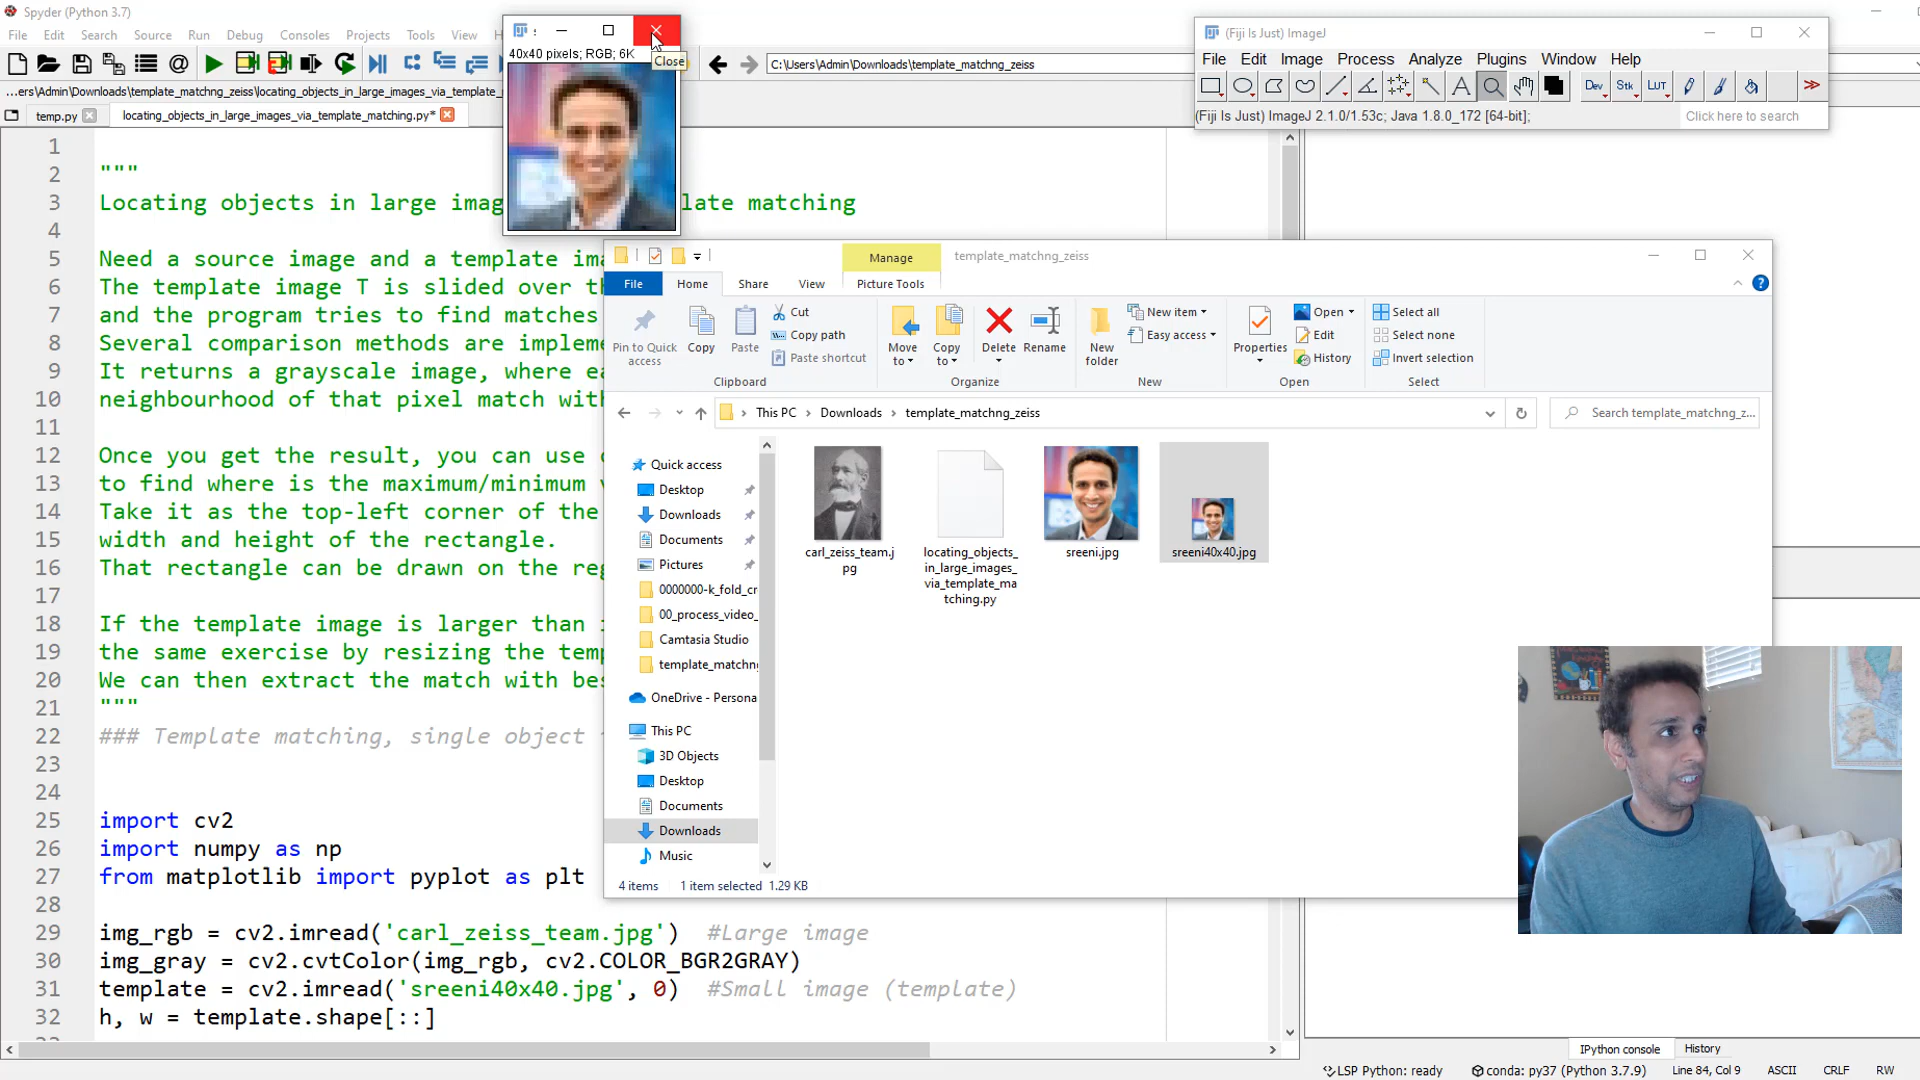 Spyder (Python 3.7)
File Edit Search Source Run Debug Consoles Projects Tools View
C:\Users\Admin\Downloads\template_matchng_zeiss
...ers\Admin\Downloads\template_matchng_zeiss\locating_objects_in_large_images_via_template_m
temp.py locating_objects_in_large_images_via_template_matching.py*
40x40 pixels; RGB; 6K
Close
(Fiji Is Just) ImageJ
File Edit Image Process Analyze Plugins Window Help
Dev Stk LUT
(Fiji Is Just) ImageJ 2.1.0/1.53c; Java 1.8.0_172 [64-bit];
Click here to search
1
2 """
3 Locating objects in large imag late matching
4
5 Need a source image and a template ima
6 The template image T is slided over th
7 and the program tries to find matches
8 Several comparison methods are impleme
9 It returns a grayscale image, where ea
10 neighbourhood of that pixel match with
11
12 Once you get the result, you can use
13 to find where is the maximum/minimum v
14 Take it as the top-left corner of the
15 width and height of the rectangle.
16 That rectangle can be drawn on the re
17
18 If the template image is larger than
19 the same exercise by resizing the temp
20 We can then extract the match with bes
21 """
22 ### Template matching, single object
23
24
25 import cv2
26 import numpy as np
27 from matplotlib import pyplot as plt
28
29 img_rgb = cv2.imread('carl_zeiss_team.jpg') #Large image
30 img_gray = cv2.cvtColor(img_rgb, cv2.COLOR_BGR2GRAY)
31 template = cv2.imread('sreeni40x40.jpg', 0) #Small image (template)
32 h, w = template.shape[::]
Manage template_matchng_zeiss
File Home Share View Picture Tools
Pin to Quick access
Copy
Paste
Cut
Copy path
Paste shortcut
Clipboard
Move to
Copy to
Delete
Rename
Organize
New folder
New item
Easy access
New
Properties
Open
Edit
History
Open
Select all
Select none
Invert selection
Select
This PC Downloads template_matchng_zeiss
Search template_matchng_z...
Quick access
Desktop
Downloads
Documents
Pictures
0000000-k_fold_cr
00_process_video_
Camtasia Studio
template_matchng
OneDrive - Persona
This PC
3D Objects
Desktop
Documents
Downloads
Music
carl_zeiss_team.j
pg
locating_objects_
in_large_images_
via_template_ma
tching.py
sreeni.jpg
sreeni40x40.jpg
4 items 1 item selected 1.29 KB
IPython console History
LSP Python: ready conda: py37 (Python 3.7.9) Line 84, Col 9 ASCII CRLF RW